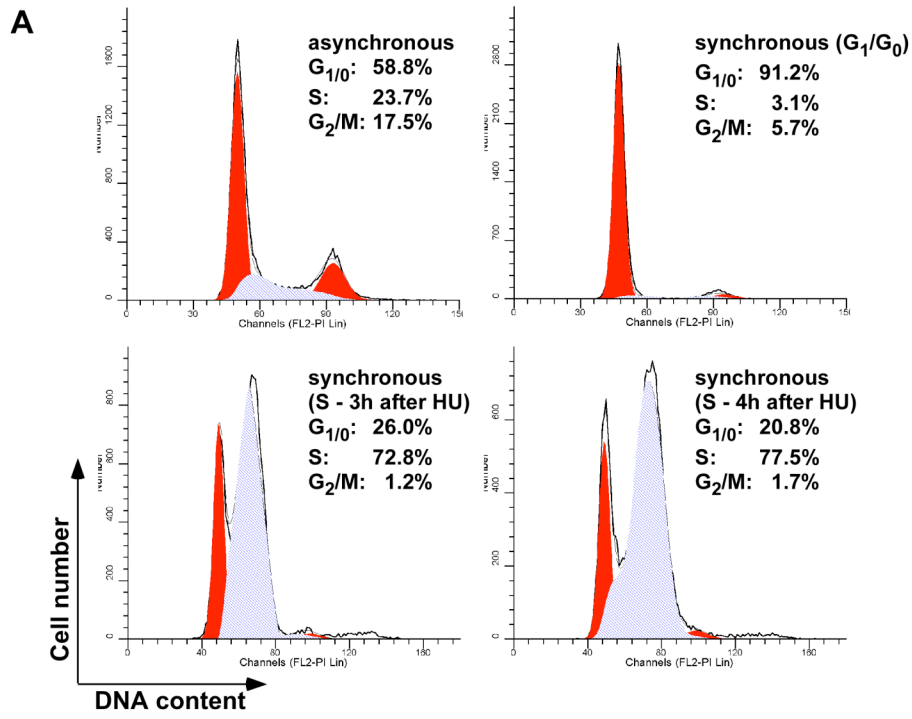 A
asynchronous
G1/0: 58.8%
S: 23.7%
G2/M: 17.5%
1600
1200
800
400
0
0 30 60 90 120 150
Channels (FL2-PI Lin)
synchronous (G1/G0)
G1/0: 91.2%
S: 3.1%
G2/M: 5.7%
Number
2800
2100
1400
700
0
0 30 60 90 120
Channels (FL2-PI Lin)
synchronous
(S - 3h after HU)
G1/0: 26.0%
S: 72.8%
G2/M: 1.2%
Number
800
600
400
200
0
0 40 80 120 160
Channels (FL2-PI Lin)
synchronous
(S - 4h after HU)
G1/0: 20.8%
S: 77.5%
G2/M: 1.7%
600
400
200
0
0 40 80 120 160
Channels (FL2-PI Lin)
Cell number
DNA content